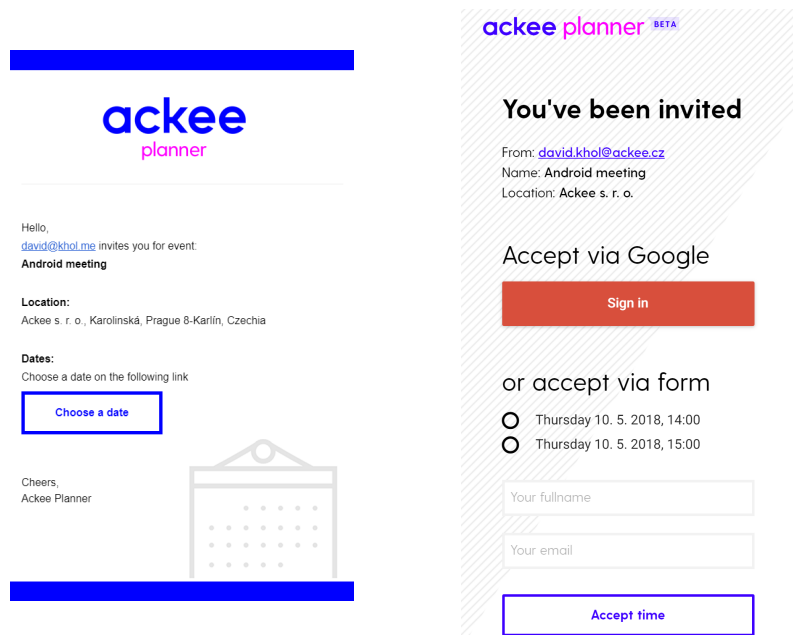 ackee
planner
Hello,
david@khol.me invites you for event:
Android meeting
Location:
Ackee s. r. o., Karolinská, Prague 8-Karlín, Czechia
Dates:
Choose a date on the following link
Choose a date
Cheers,
Ackee Planner
ackee planner BETA
You've been invited
From: david.khol@ackee.cz
Name: Android meeting
Location: Ackee s. r. o.
Accept via Google
Sign in
or accept via form
Thursday 10. 5. 2018, 14:00
Thursday 10. 5. 2018, 15:00
Your fullname
Your email
Accept time